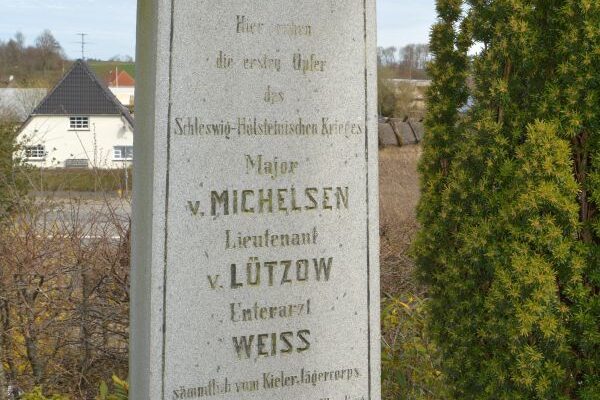 Hier ruhen
die ersten Opfer
des
Schleswig-Holsteinischen Krieges
Major
v. MICHELSEN
Lieutenant
v. LÜTZOW
Unterarzt
WEISS
sämmtlich vom Kieler Jägercorps.